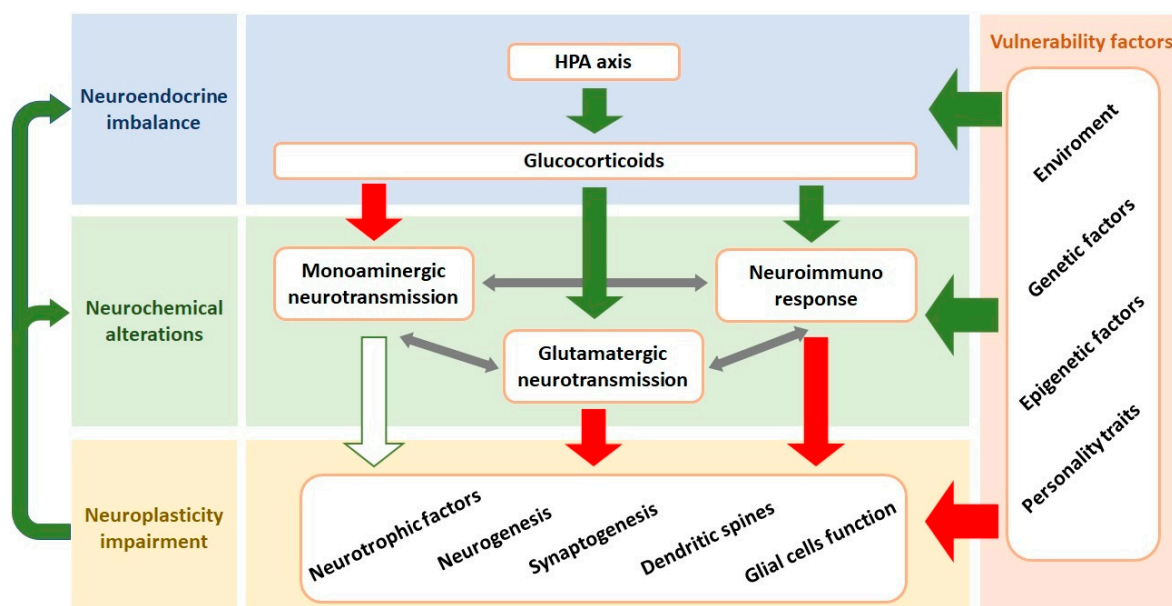 Vulnerability factors
HPA axis
Neuroendocrine
imbalance
Glucocorticoids
Enviroment
Genetic factors
Epigenetic factors
Personality traits
Monoaminergic
neurotransmission
Neuroimmuno
response
Neurochemical
alterations
Glutamatergic
neurotransmission
Neuroplasticity
impairment
Neurotrophic factors
Neurogenesis
Synaptogenesis
Dendritic spines
Glial cells function